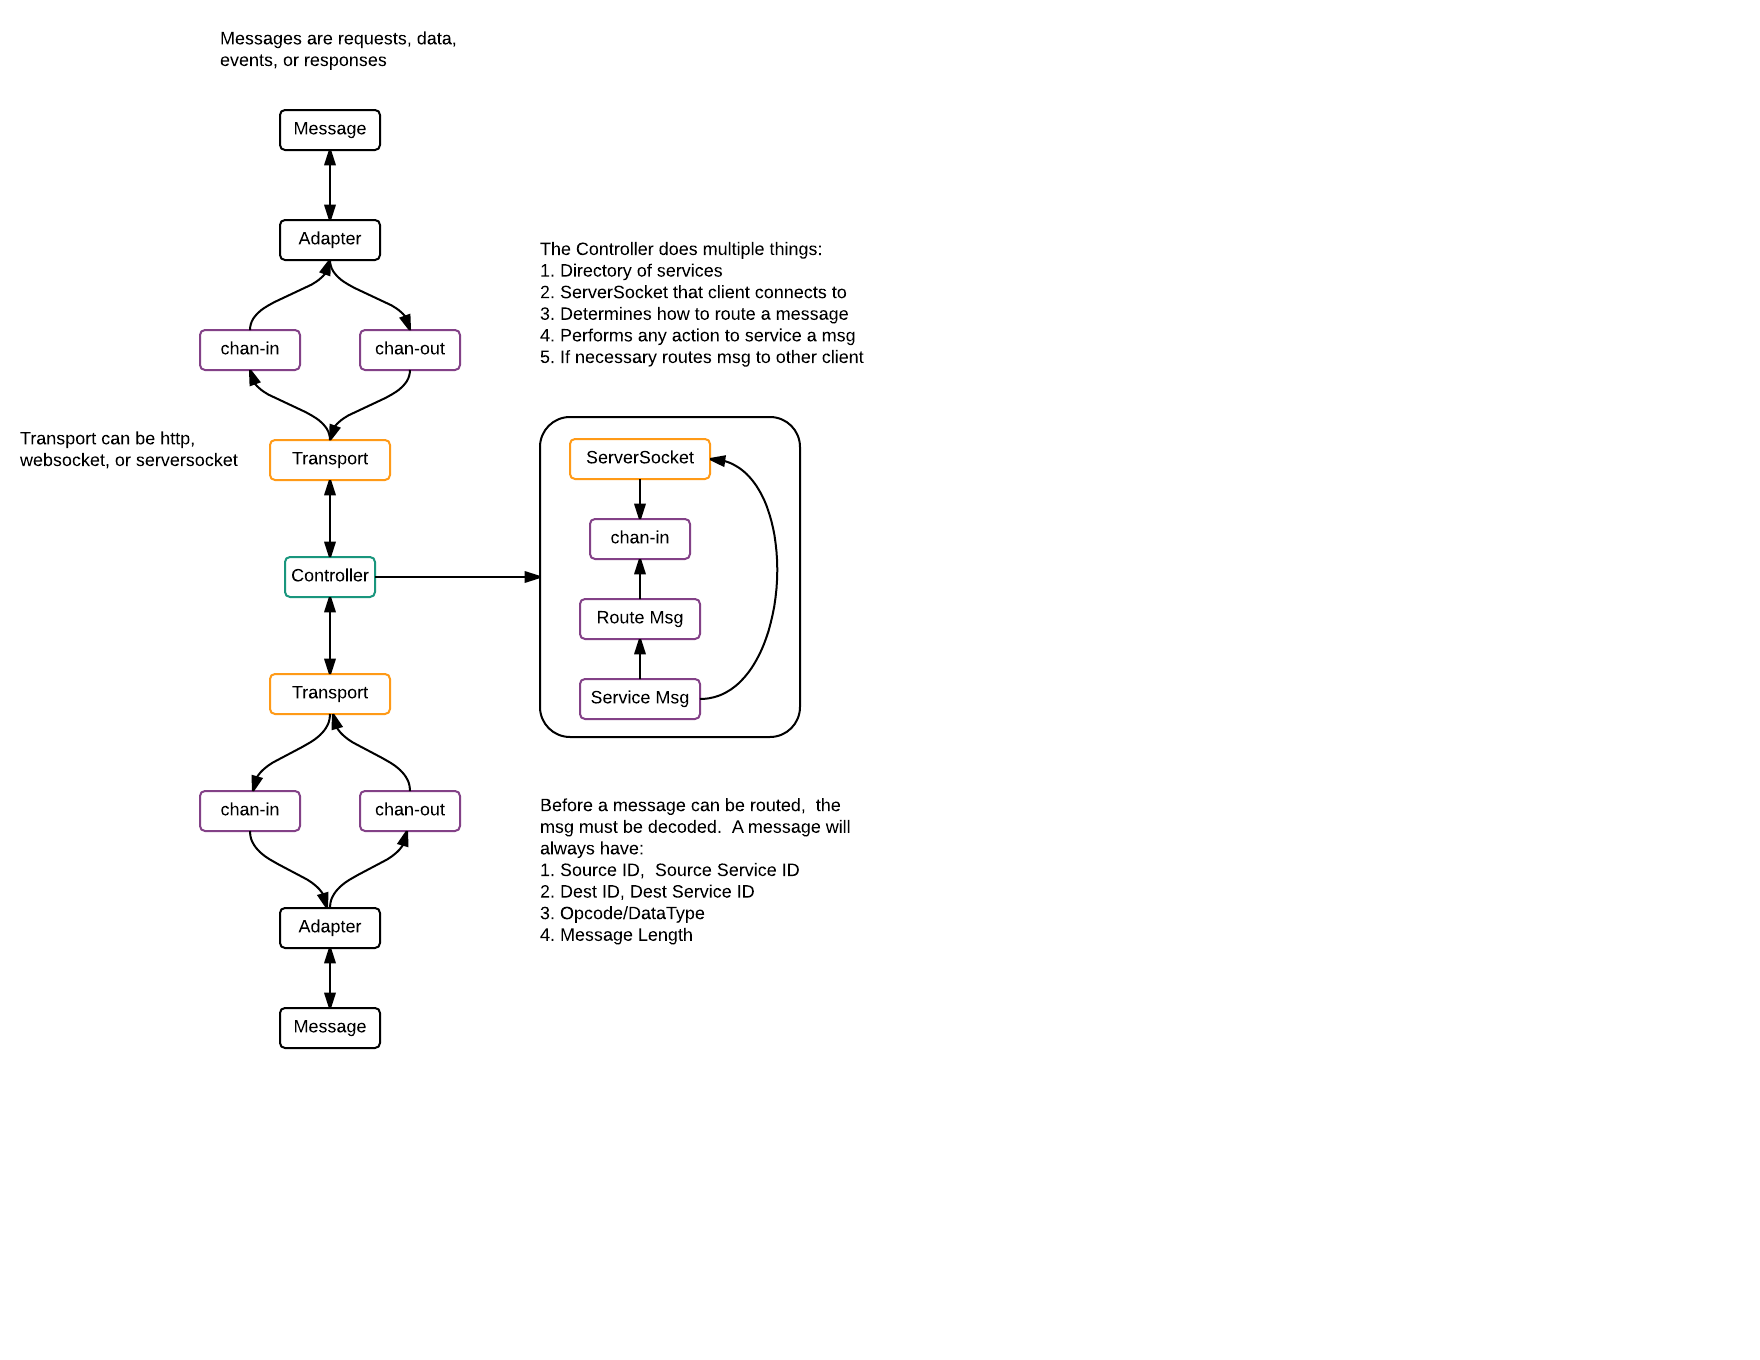 Messages are requests, data,
events, or responses
Message
Adapter
The Controller does multiple things:
1. Directory of services
2. ServerSocket that client connects to
3. Determines how to route a message
4. Performs any action to service a msg
5. If necessary routes msg to other client
chan-in
chan-out
Transport can be http,
websocket, or serversocket
Transport
ServerSocket
chan-in
Controller
Route Msg
Transport
Service Msg
chan-in
chan-out
Before a message can be routed,  the
msg must be decoded.  A message will
always have:
1. Source ID,  Source Service ID
2. Dest ID, Dest Service ID
3. Opcode/DataType
4. Message Length
Adapter
Message